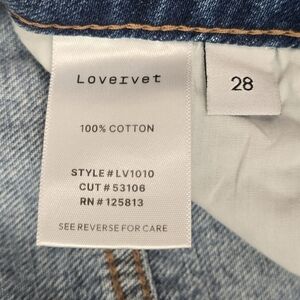 Lovervet
28
100% COTTON
STYLE # LV1010
CUT # 53106
RN # 125813
SEE REVERSE FOR CARE